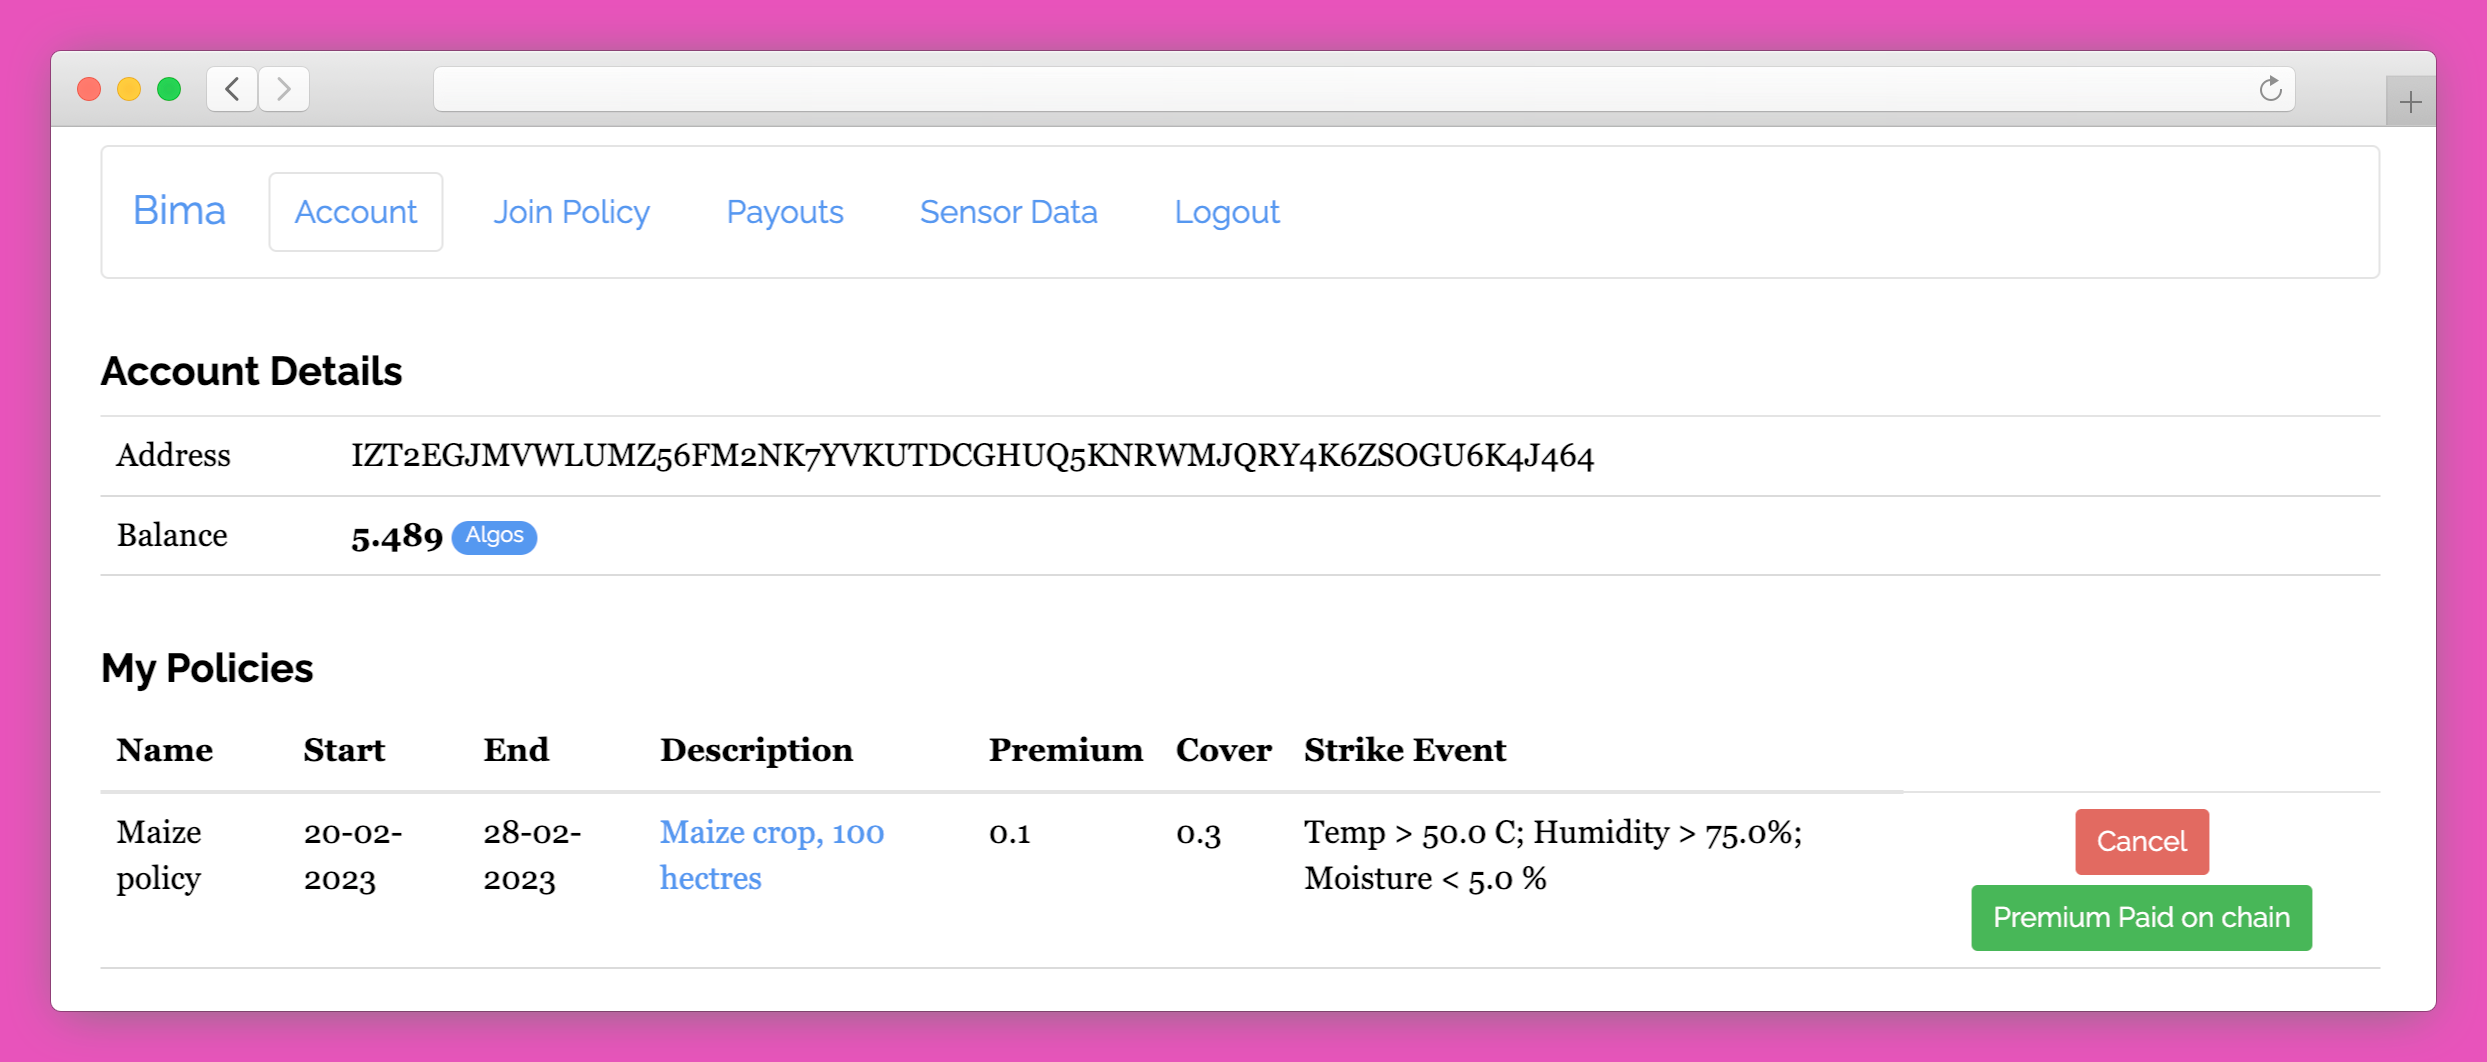 Bima Account Join Policy Payouts Sensor Data Logout
Account Details
Address IZT2EGJMVWLUMZ56FM2NK7YVKUTDCGHUQ5KNRWMJQRY4K6ZSOGU6K4J464
Balance 5.489 Algos
My Policies
Name Start End Description Premium Cover Strike Event
Maize 20-02- 28-02- Maize crop, 100 0.1 0.3 Temp > 50.0 C; Humidity > 75.0%; Cancel
policy 2023 2023 hectres Moisture < 5.0 %
Premium Paid on chain